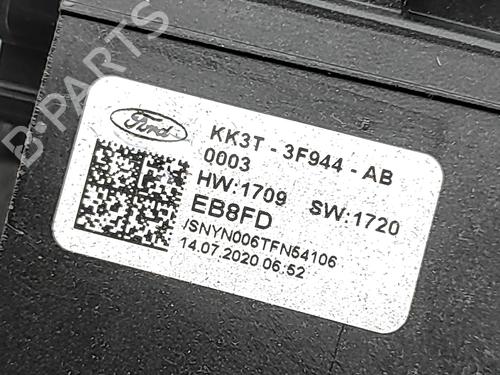 B-PARTS
Ford
KK3T - 3F944 - AB
0003
HW:1709 SW:1720
EB8FD
/SNYN006TFN54106
14.07.2020 06:52